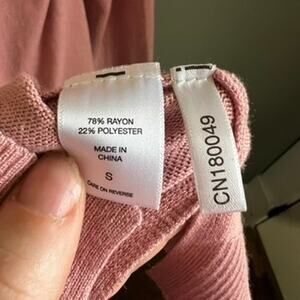 78% RAYON
22% POLYESTER
MADE IN
CHINA
S
CARE ON REVERSE
CN180049